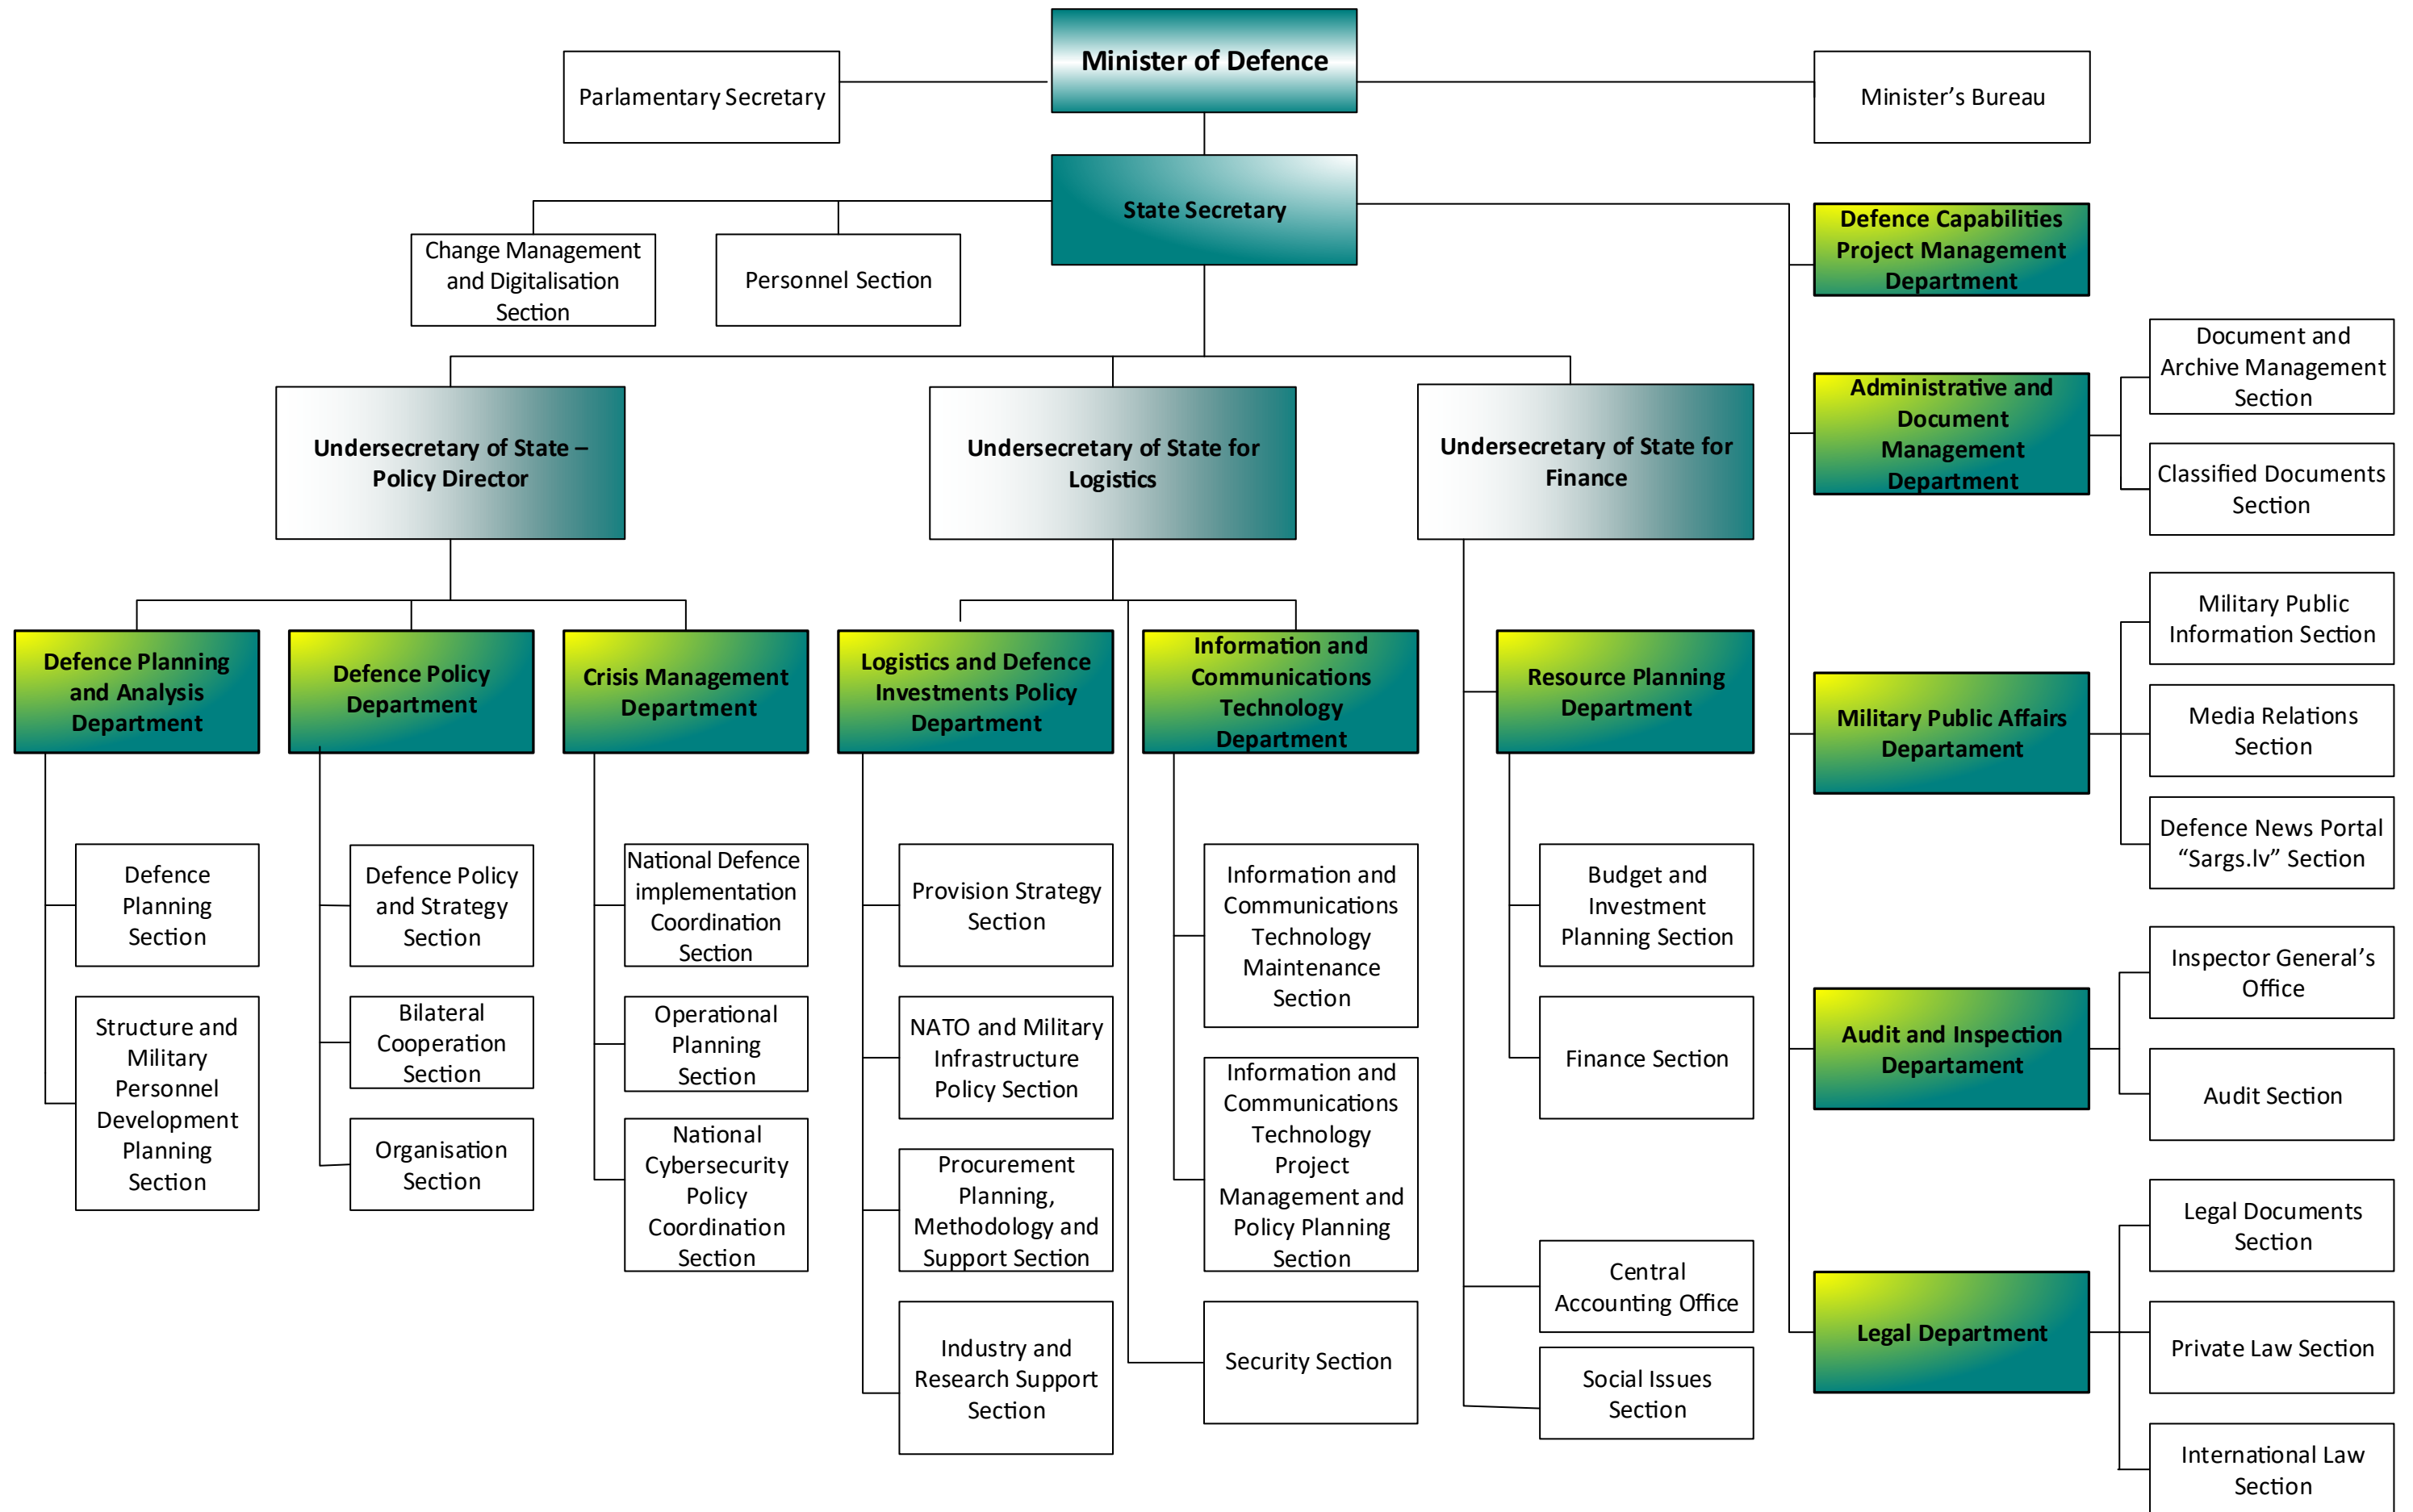 Minister of Defence
Parlamentary Secretary
Minister’s Bureau
State Secretary
Change Management
and Digitalisation
Section
Personnel Section
Defence Capabilities
Project Management
Department
Administrative and
Document
Management
Department
Document and
Archive Management
Section
Classified Documents
Section
Undersecretary of State –
Policy Director
Undersecretary of State for
Logistics
Undersecretary of State for
Finance
Defence Planning
and Analysis
Department
Defence Policy
Department
Crisis Management
Department
Logistics and Defence
Investments Policy
Department
Information and
Communications
Technology
Department
Resource Planning
Department
Military Public Affairs
Departament
Military Public
Information Section
Media Relations
Section
Defence News Portal
“Sargs.lv” Section
Defence
Planning
Section
Structure and
Military
Personnel
Development
Planning
Section
Defence Policy
and Strategy
Section
Bilateral
Cooperation
Section
Organisation
Section
National Defence
implementation
Coordination
Section
Operational
Planning
Section
National
Cybersecurity
Policy
Coordination
Section
Provision Strategy
Section
NATO and Military
Infrastructure
Policy Section
Procurement
Planning,
Methodology and
Support Section
Industry and
Research Support
Section
Information and
Communications
Technology
Maintenance
Section
Information and
Communications
Technology
Project
Management and
Policy Planning
Section
Security Section
Budget and
Investment
Planning Section
Finance Section
Central
Accounting Office
Social Issues
Section
Audit and Inspection
Departament
Inspector General’s
Office
Audit Section
Legal Department
Legal Documents
Section
Private Law Section
International Law
Section